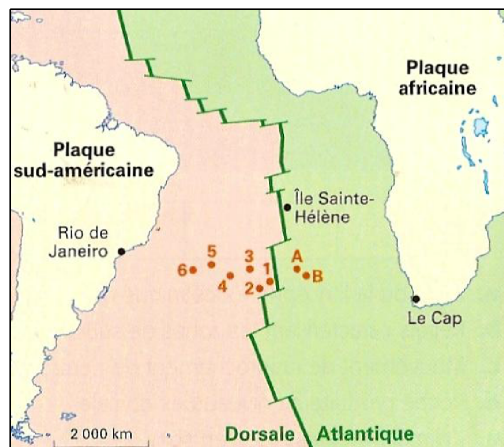 Plaque
africaine
Plaque
sud-américaine
Île Sainte-
Hélène
Rio de
Janeiro
5
3
A
6
1
B
4
2
Le Cap
2 000 km
Dorsale Atlantique